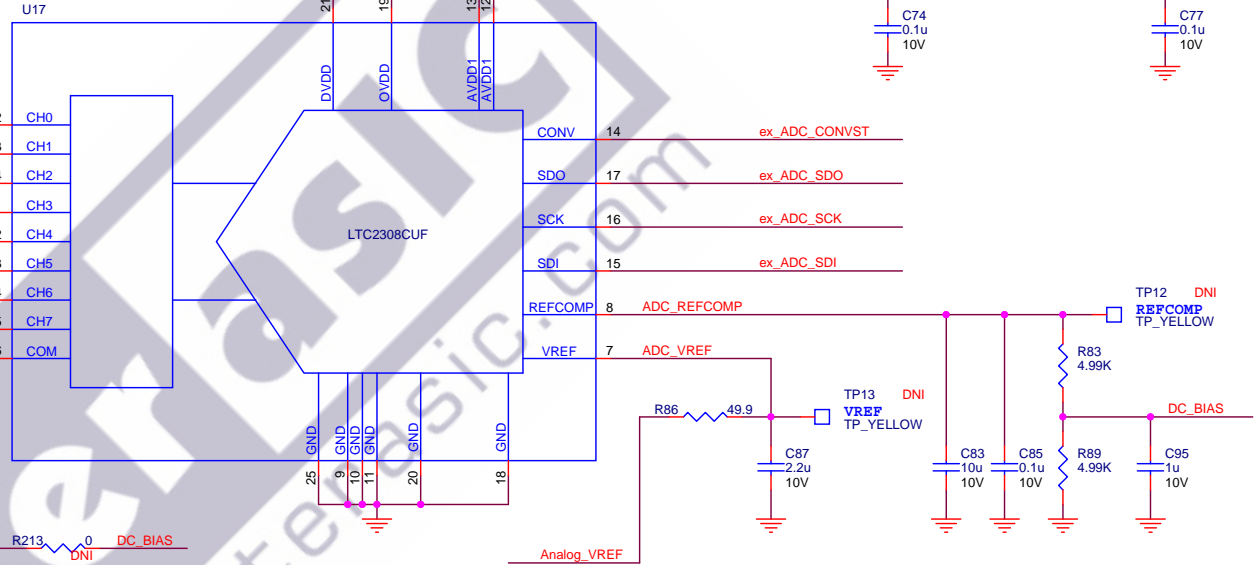 U17
21
19
13
12
C74
0.1u
10V
C77
0.1u
10V
DVDD
OVDD
AVDD1
AVDD1
CH0
CH1
CH2
CH3
CH4
CH5
CH6
CH7
COM
LTC2308CUF
CONV 14 ex_ADC_CONVST
SDO 17 ex_ADC_SDO
SCK 16 ex_ADC_SCK
SDI 15 ex_ADC_SDI
REFCOMP 8 ADC_REFCOMP
VREF 7 ADC_VREF
TP12 DNI
REFCOMP
TP_YELLOW
R83
4.99K
TP13 DNI
VREF
TP_YELLOW
R86 49.9
DC_BIAS
GND
GND
GND
GND
GND
GND
25
9
10
11
20
18
C87
2.2u
10V
C83
10u
10V
C85
0.1u
10V
R89
4.99K
C95
1u
10V
R213 0 DC_BIAS
DNI
Analog_VREF
erasic
terasic.com